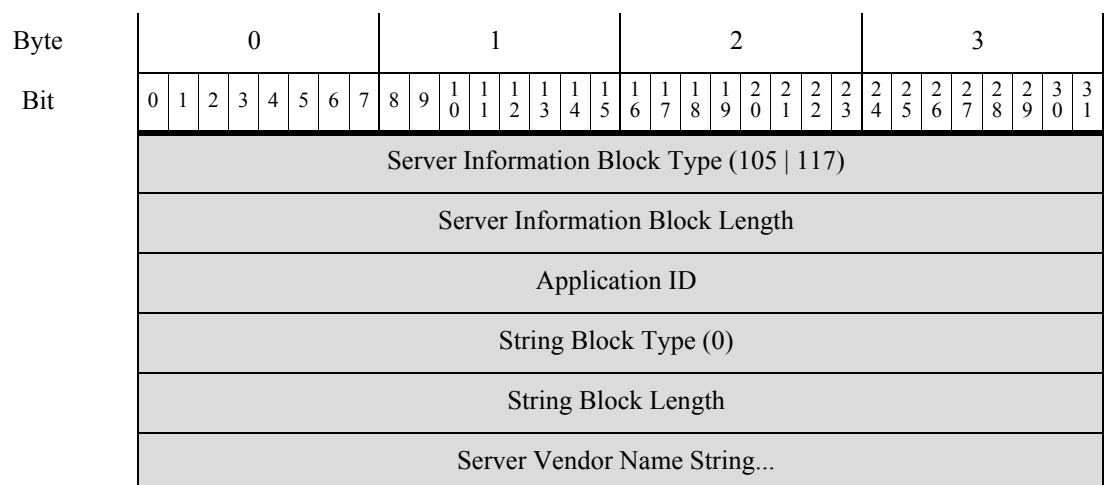 Byte 0 1 2 3
Bit 0 1 2 3 4 5 6 7 8 9 10 11 12 13 14 15 16 17 18 19 20 21 22 23 24 25 26 27 28 29 30 31
Server Information Block Type (105 | 117)
Server Information Block Length
Application ID
String Block Type (0)
String Block Length
Server Vendor Name String...